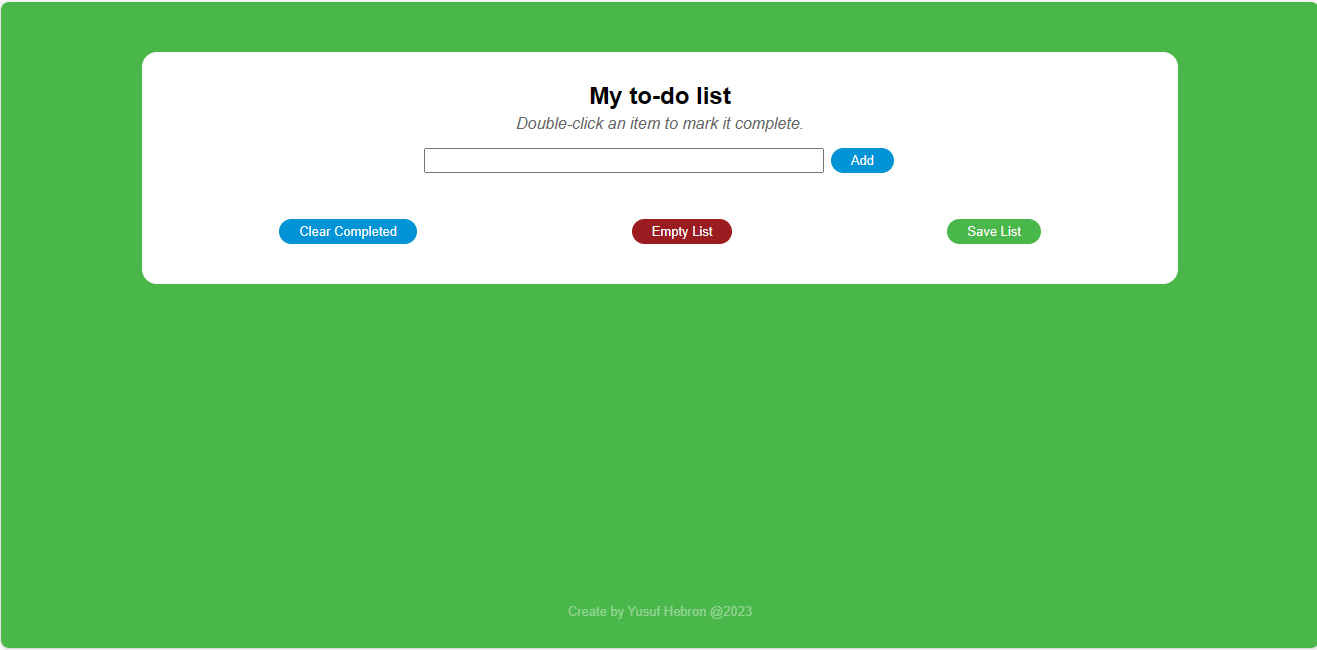 My to-do list
Double-click an item to mark it complete.
Add
Clear Completed Empty List Save List
Create by Yusuf Hebron @2023